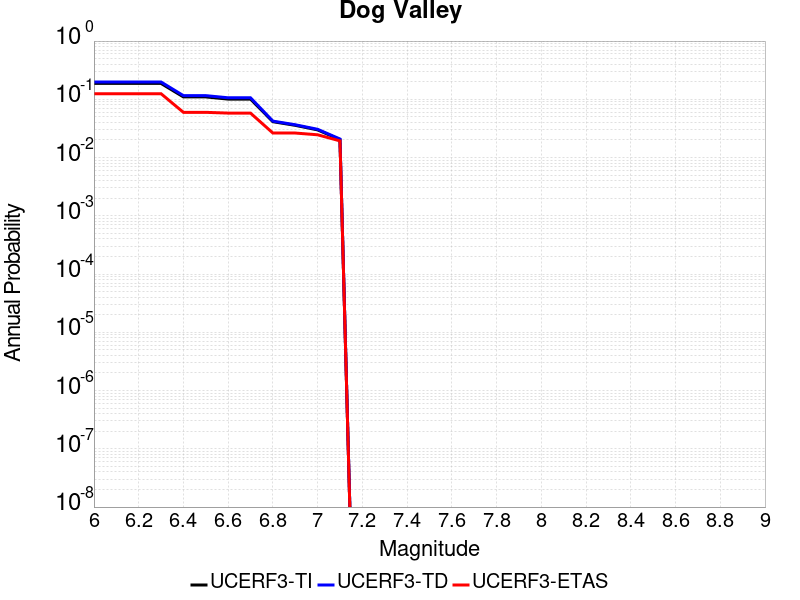 Dog Valley
10^0
10^-1
10^-2
10^-3
10^-4
10^-5
10^-6
10^-7
10^-8
Annual Probability
6 6.2 6.4 6.6 6.8 7 7.2 7.4 7.6 7.8 8 8.2 8.4 8.6 8.8 9
Magnitude
UCERF3-TI UCERF3-TD UCERF3-ETAS